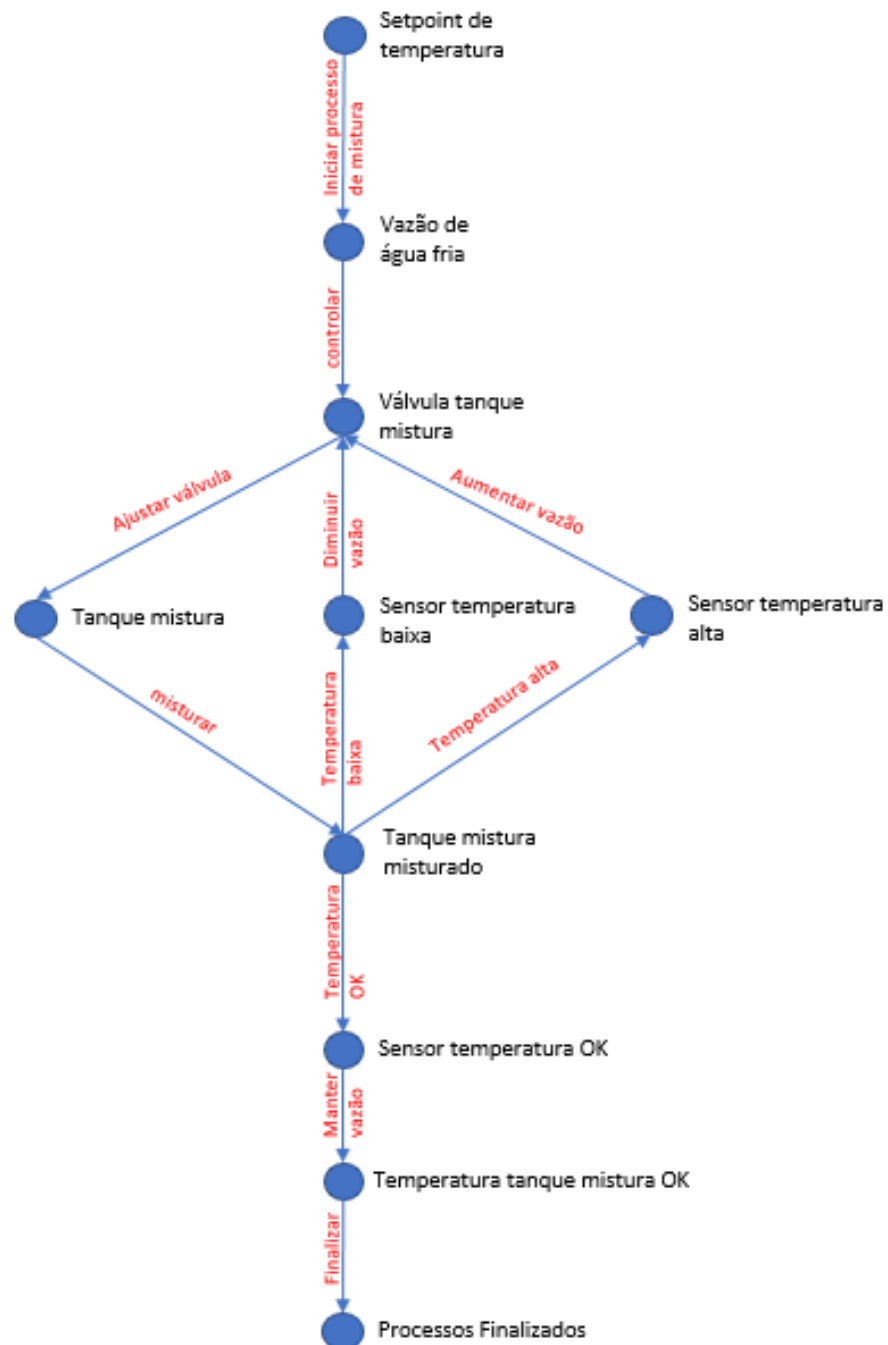 Setpoint de
temperatura
Iniciar processo
de mistura
Vazão de
água fria
controlar
Válvula tanque
mistura
Ajustar válvula
Diminuir
vazão
Aumentar vazão
Tanque mistura
Sensor temperatura
baixa
Sensor temperatura
alta
misturar
Temperatura
baixa
Temperatura alta
Tanque mistura
misturado
Temperatura
OK
Sensor temperatura OK
Manter
vazão
Temperatura tanque mistura OK
Finalizar
Processos Finalizados